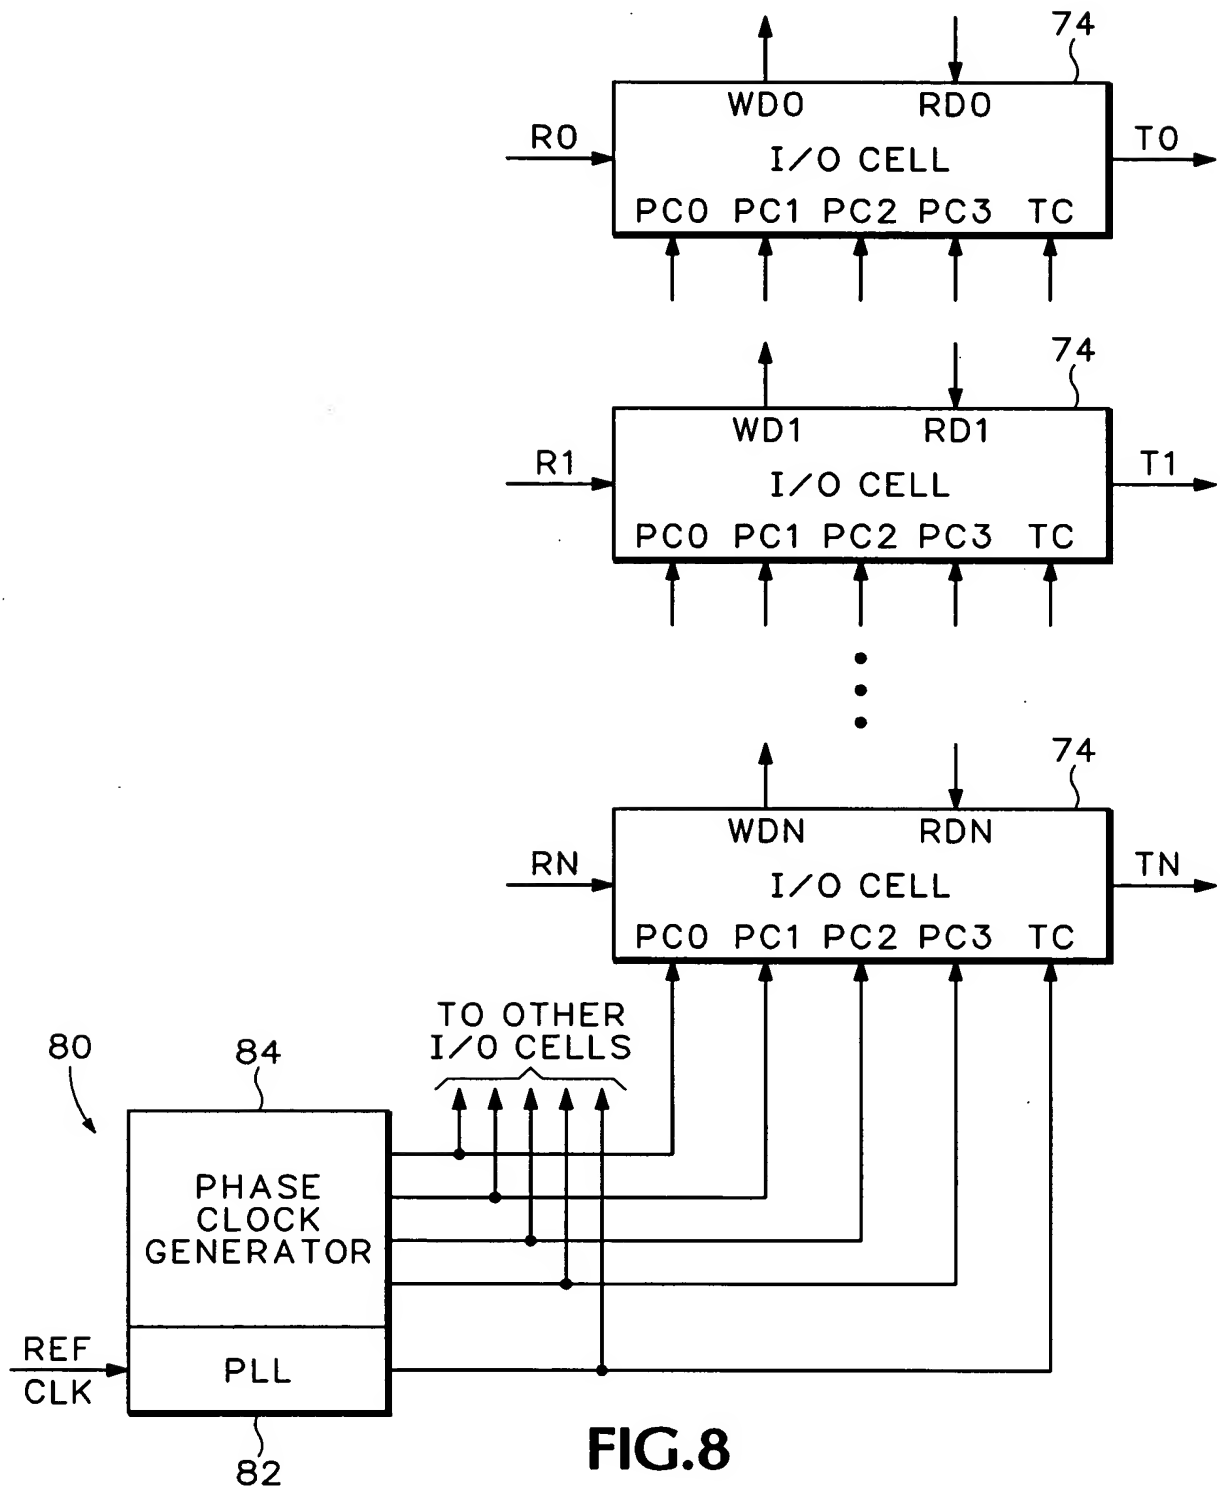 74
WD0 RD0
R0
I/O CELL
T0
PC0 PC1 PC2 PC3 TC
74
WD1 RD1
R1
I/O CELL
T1
PC0 PC1 PC2 PC3 TC
74
WDN RDN
RN
I/O CELL
TN
PC0 PC1 PC2 PC3 TC
TO OTHER
I/O CELLS
80
84
PHASE
CLOCK
GENERATOR
REF
CLK
PLL
82
FIG.8